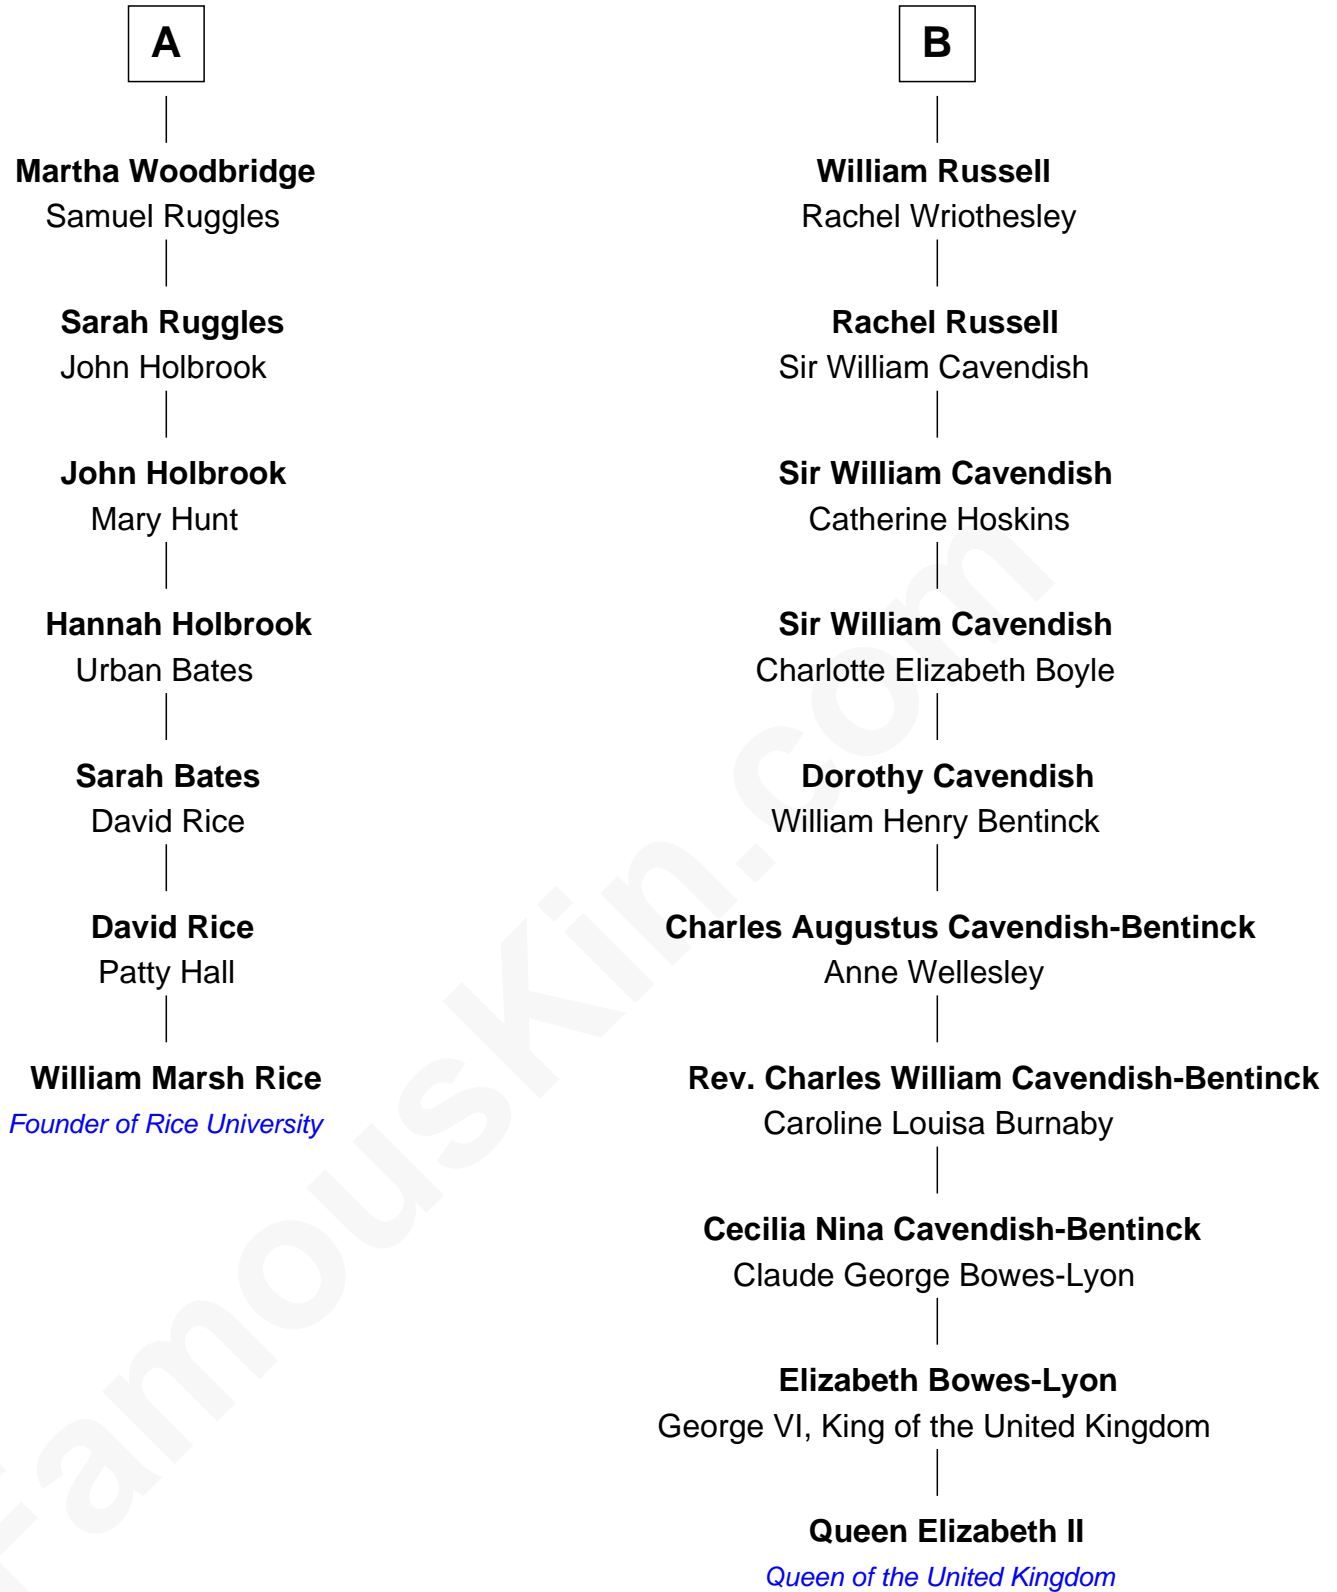 A
Martha Woodbridge
Samuel Ruggles
Sarah Ruggles
John Holbrook
John Holbrook
Mary Hunt
Hannah Holbrook
Urban Bates
Sarah Bates
David Rice
David Rice
Patty Hall
William Marsh Rice
Founder of Rice University
B
William Russell
Rachel Wriothesley
Rachel Russell
Sir William Cavendish
Sir William Cavendish
Catherine Hoskins
Sir William Cavendish
Charlotte Elizabeth Boyle
Dorothy Cavendish
William Henry Bentinck
Charles Augustus Cavendish-Bentinck
Anne Wellesley
Rev. Charles William Cavendish-Bentinck
Caroline Louisa Burnaby
Cecilia Nina Cavendish-Bentinck
Claude George Bowes-Lyon
Elizabeth Bowes-Lyon
George VI, King of the United Kingdom
Queen Elizabeth II
Queen of the United Kingdom
FamousKin.com